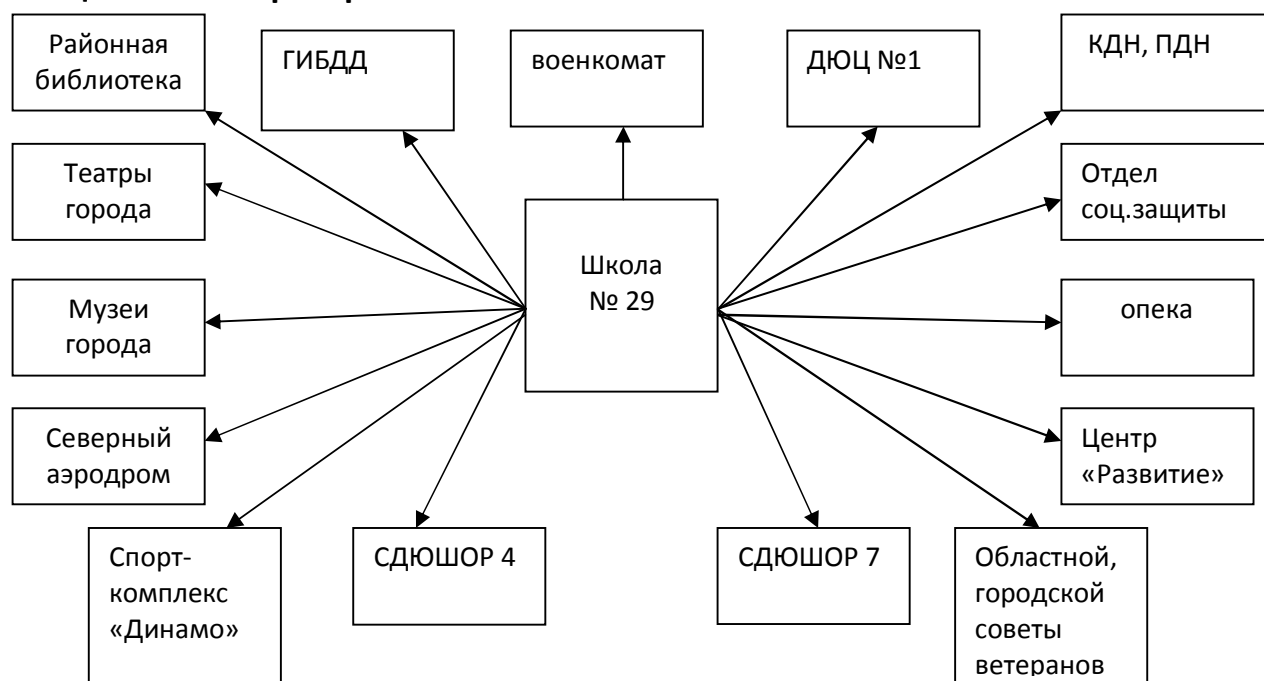 Районная
библиотека
ГИБДД
военкомат
ДЮЦ №1
КДН, ПДН
Театры
города
Отдел
соц.защиты
Школа
№ 29
Музеи
города
опека
Северный
аэродром
Центр
«Развитие»
Спорт-
комплекс
«Динамо»
СДЮШОР 4
СДЮШОР 7
Областной,
городской
советы
ветеранов